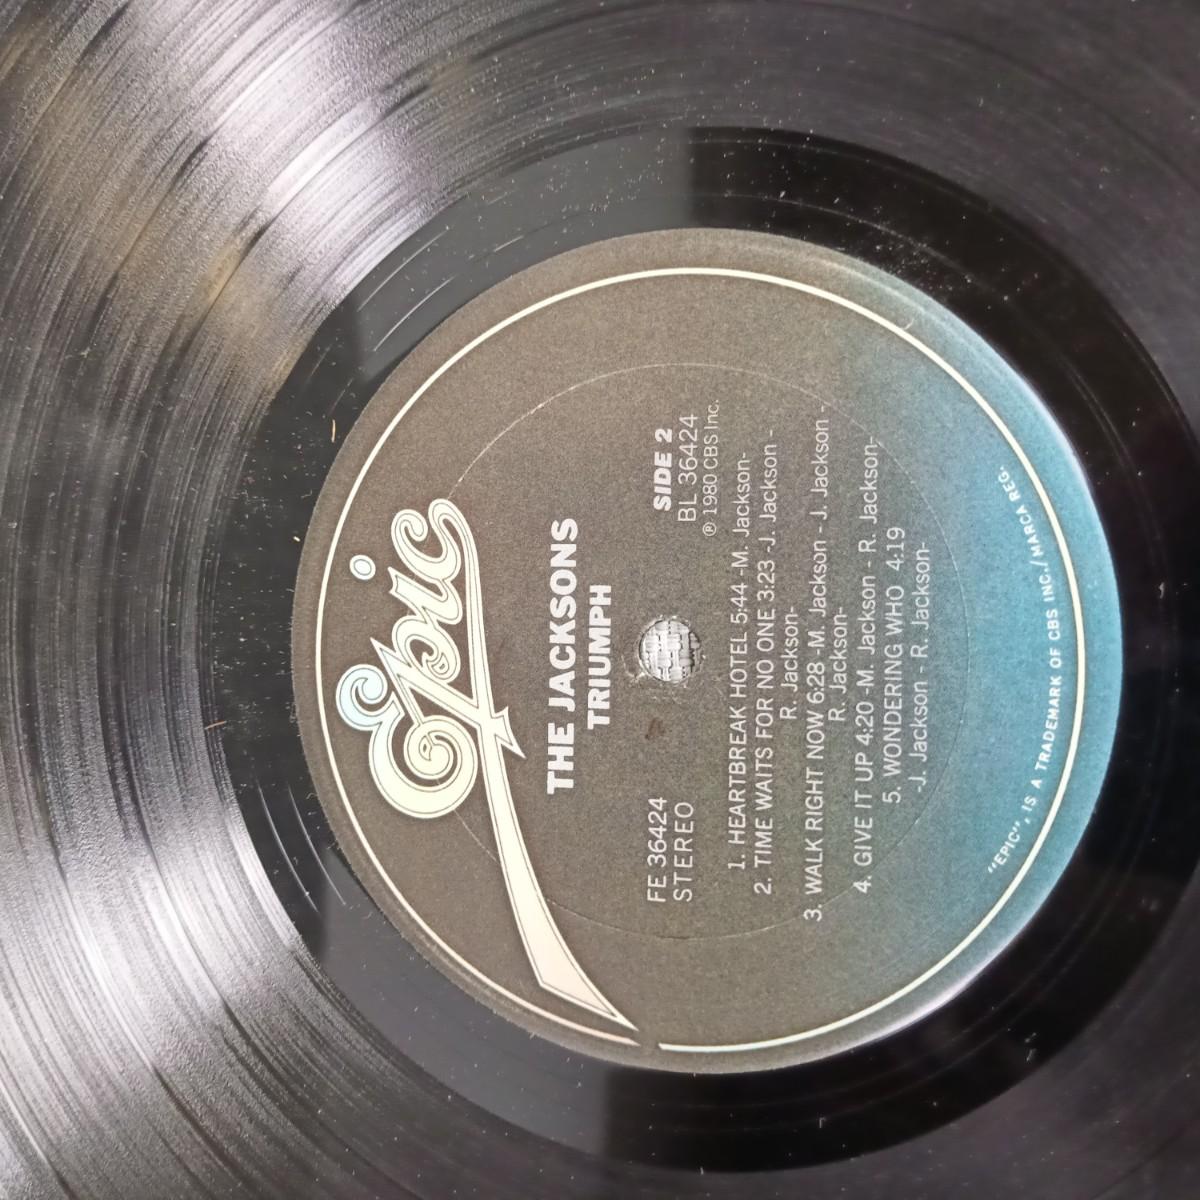 Epic
THE JACKSONS
TRIUMPH
FE 36424
STEREO
SIDE 2
BL 36424
℗ 1980 CBS Inc.
1. HEARTBREAK HOTEL 5:44 -M. Jackson-
2. TIME WAITS FOR NO ONE 3:23 -J. Jackson -
R. Jackson-
3. WALK RIGHT NOW 6:28 -M. Jackson - J. Jackson -
R. Jackson-
4. GIVE IT UP 4:20 -M. Jackson - R. Jackson-
5. WONDERING WHO 4:19
-J. Jackson - R. Jackson-
"EPIC", IS A TRADEMARK OF CBS INC./MARCA REG.